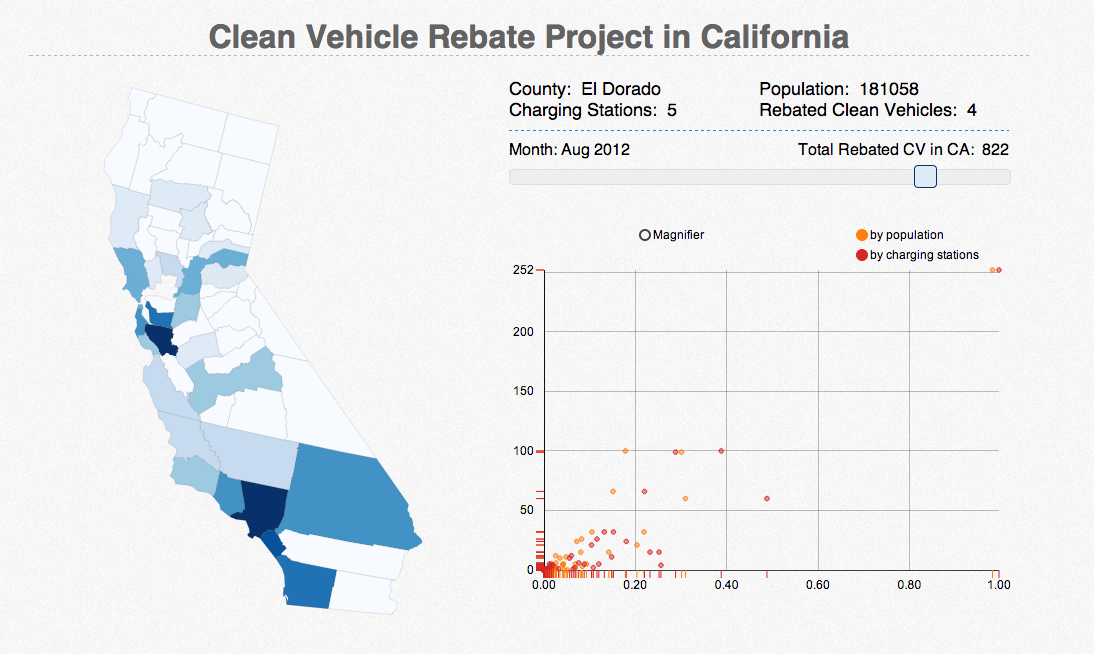 Clean Vehicle Rebate Project in California
County: El Dorado
Population: 181058
Charging Stations: 5
Rebated Clean Vehicles: 4
Month: Aug 2012
Total Rebated CV in CA: 822
Magnifier
by population
by charging stations
252
200
150
100
50
0
0.00 0.20 0.40 0.60 0.80 1.00